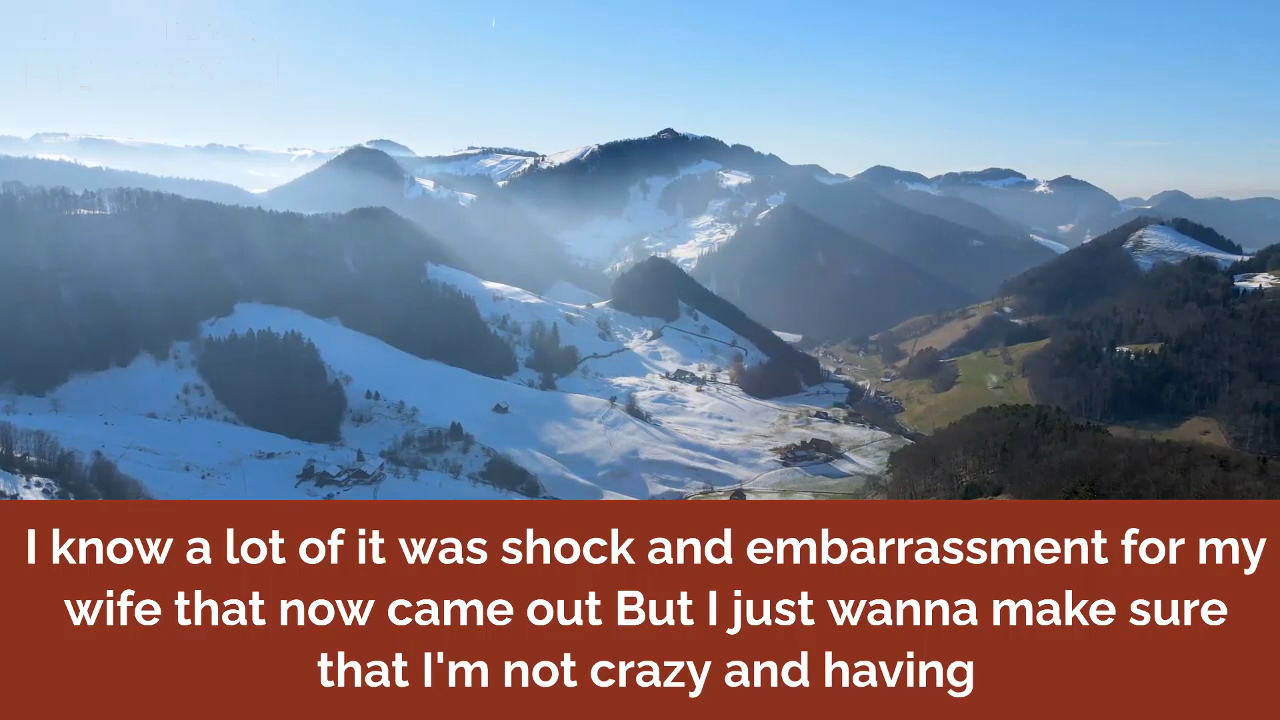 I know a lot of it was shock and embarrassment for my
wife that now came out But I just wanna make sure
that I'm not crazy and having